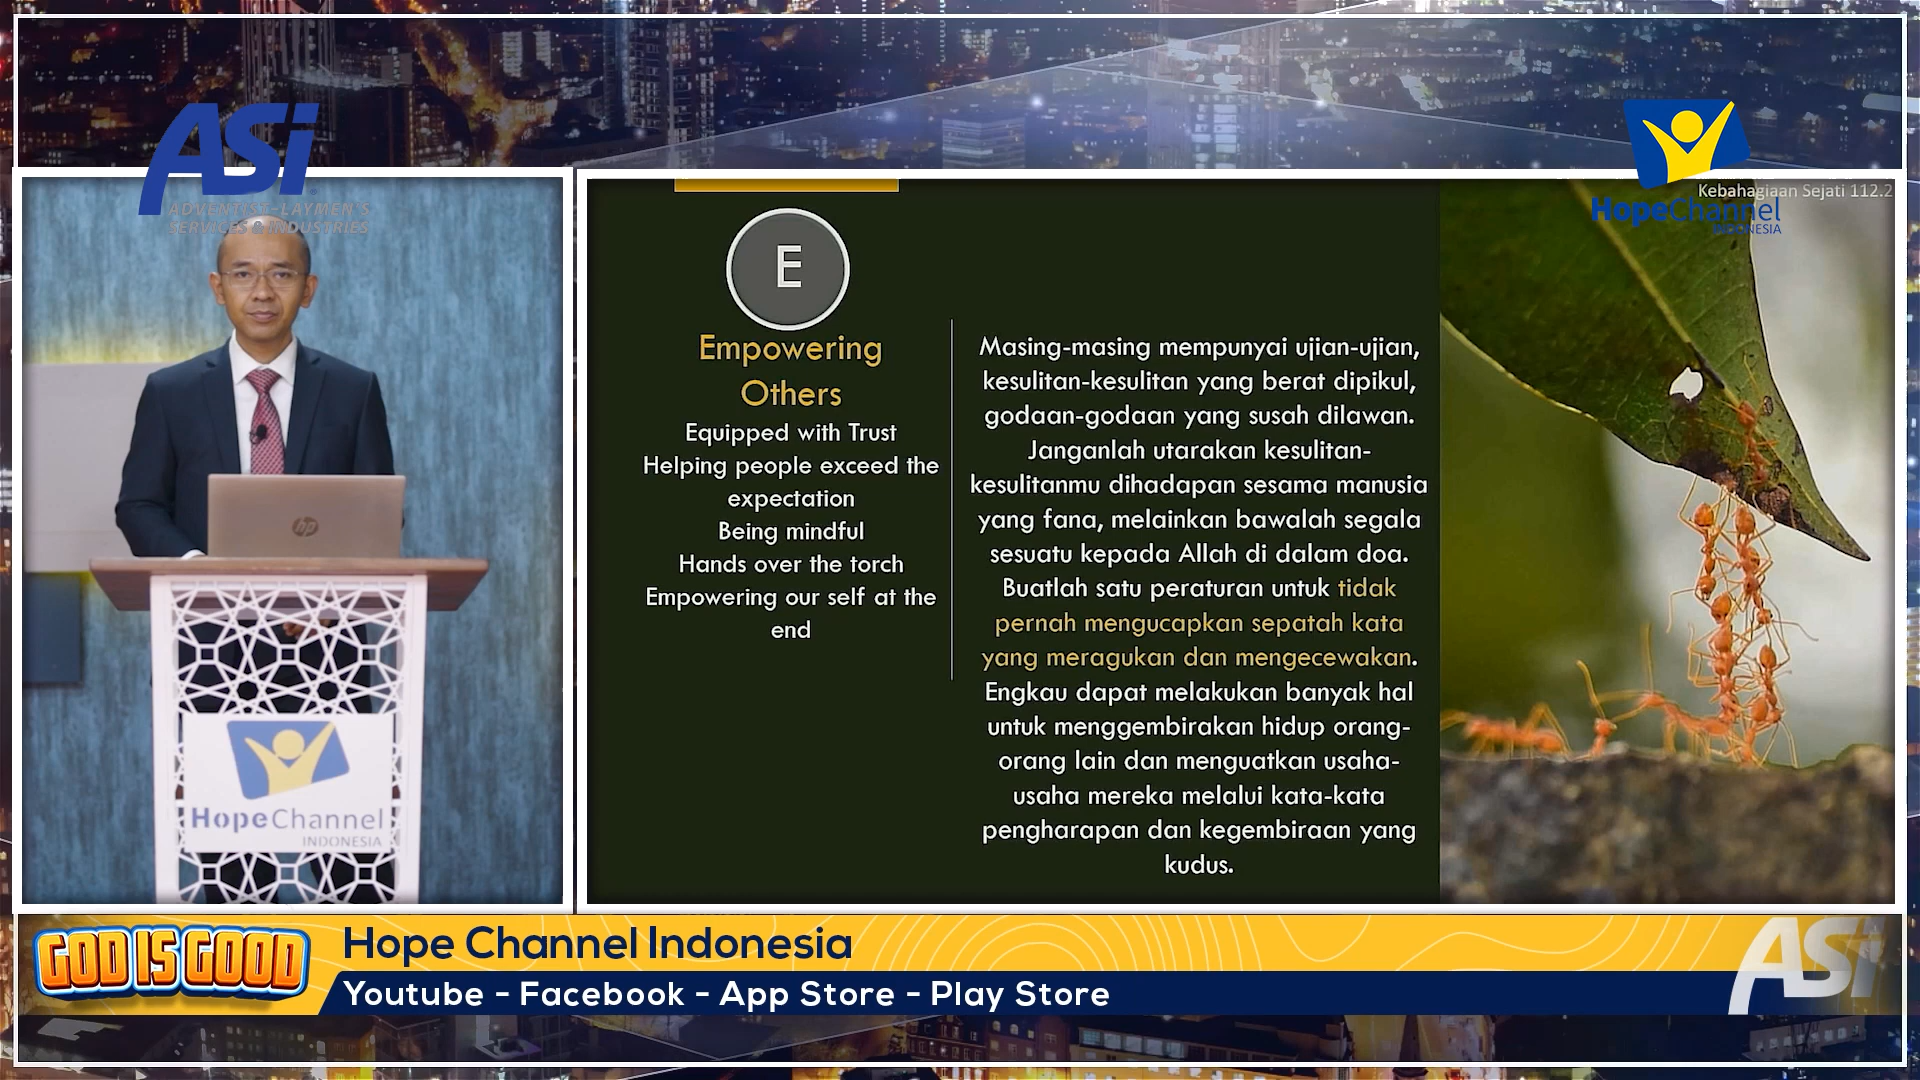 ASi
ADVENTIST-LAYMEN'S
SERVICES & INDUSTRIES
Kebahagiaan Sejati 112.2
HopeChannel
INDONESIA
E
Empowering
Others
Equipped with Trust
Helping people exceed the
expectation
Being mindful
Hands over the torch
Empowering our self at the
end
Masing-masing mempunyai ujian-ujian,
kesulitan-kesulitan yang berat dipikul,
godaan-godaan yang susah dilawan.
Janganlah utarakan kesulitan-
kesulitanmu dihadapan sesama manusia
yang fana, melainkan bawalah segala
sesuatu kepada Allah di dalam doa.
Buatlah satu peraturan untuk tidak
pernah mengucapkan sepatah kata
yang meragukan dan mengecewakan.
Engkau dapat melakukan banyak hal
untuk menggembirakan hidup orang-
orang lain dan menguatkan usaha-
usaha mereka melalui kata-kata
pengharapan dan kegembiraan yang
kudus.
hp
HopeChannel
INDONESIA
GOD IS GOOD
Hope Channel Indonesia
Youtube - Facebook - App Store - Play Store
ASi